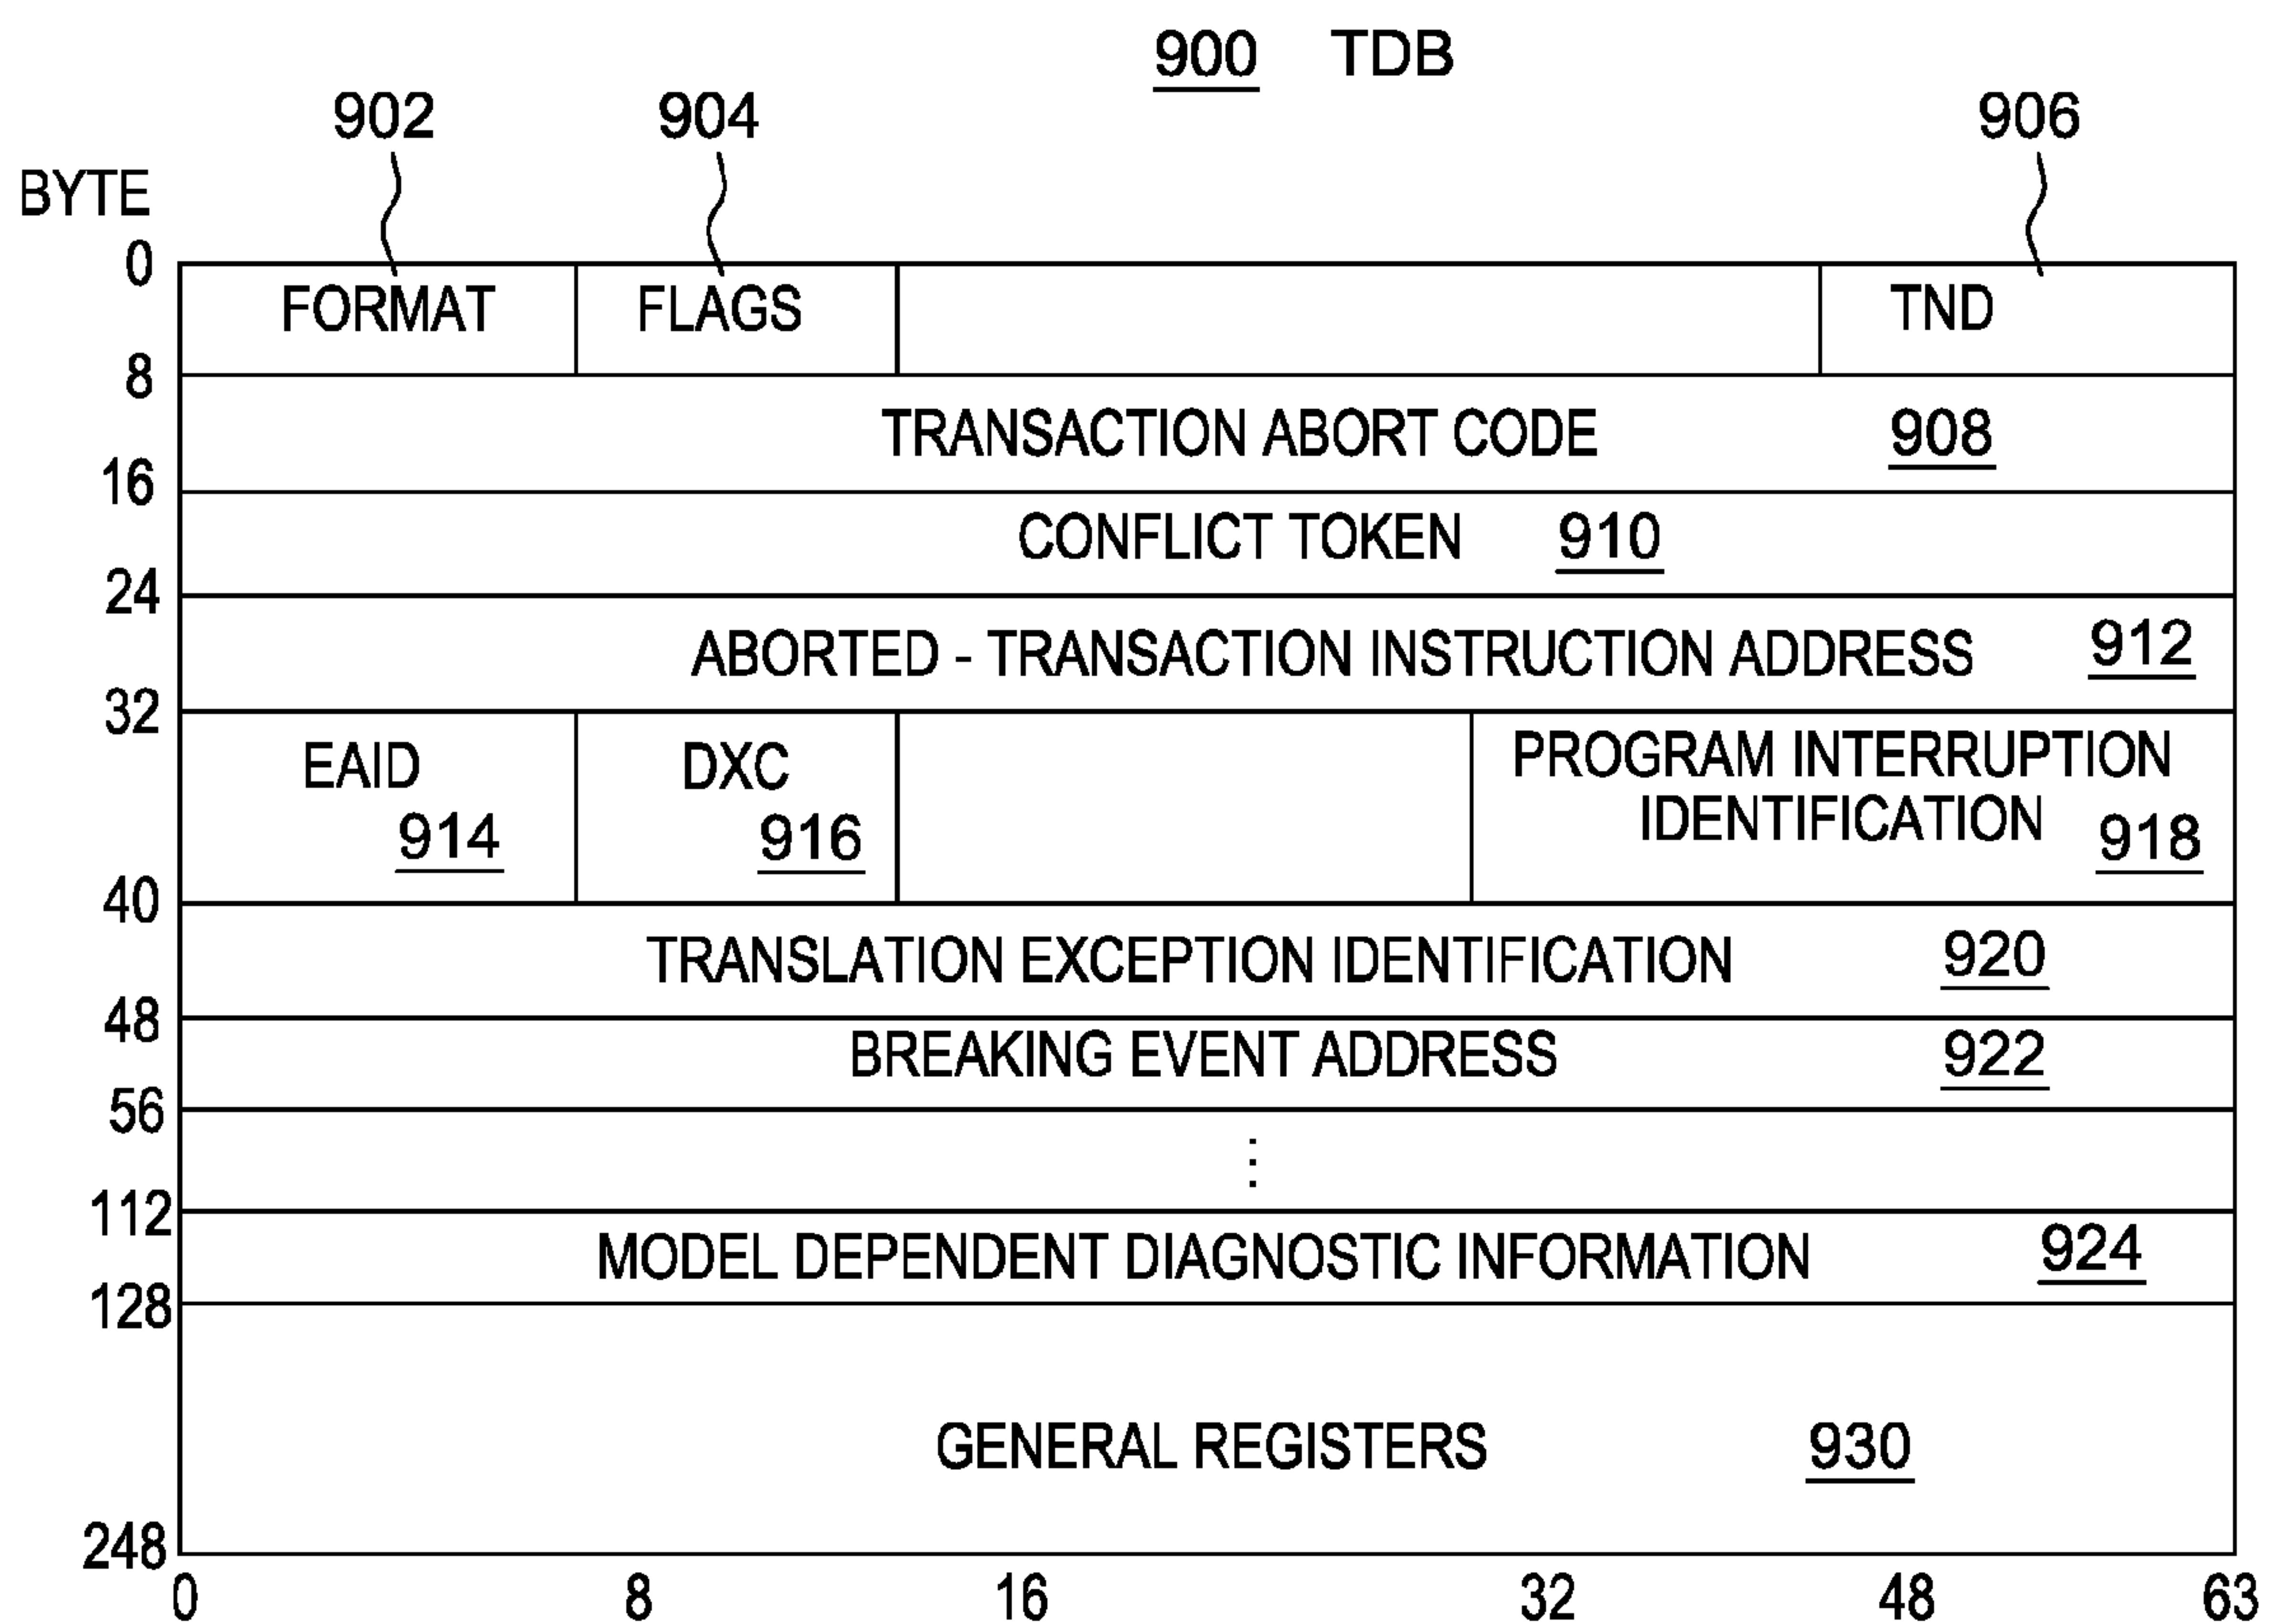 900 TDB
902 904 906
BYTE
0
FORMAT FLAGS TND
8
TRANSACTION ABORT CODE 908
16
CONFLICT TOKEN 910
24
ABORTED - TRANSACTION INSTRUCTION ADDRESS 912
32
EAID DXC PROGRAM INTERRUPTION
914 916 IDENTIFICATION 918
40
TRANSLATION EXCEPTION IDENTIFICATION 920
48
BREAKING EVENT ADDRESS 922
56
⋮
112
MODEL DEPENDENT DIAGNOSTIC INFORMATION 924
128
GENERAL REGISTERS 930
248
0 8 16 32 48 63